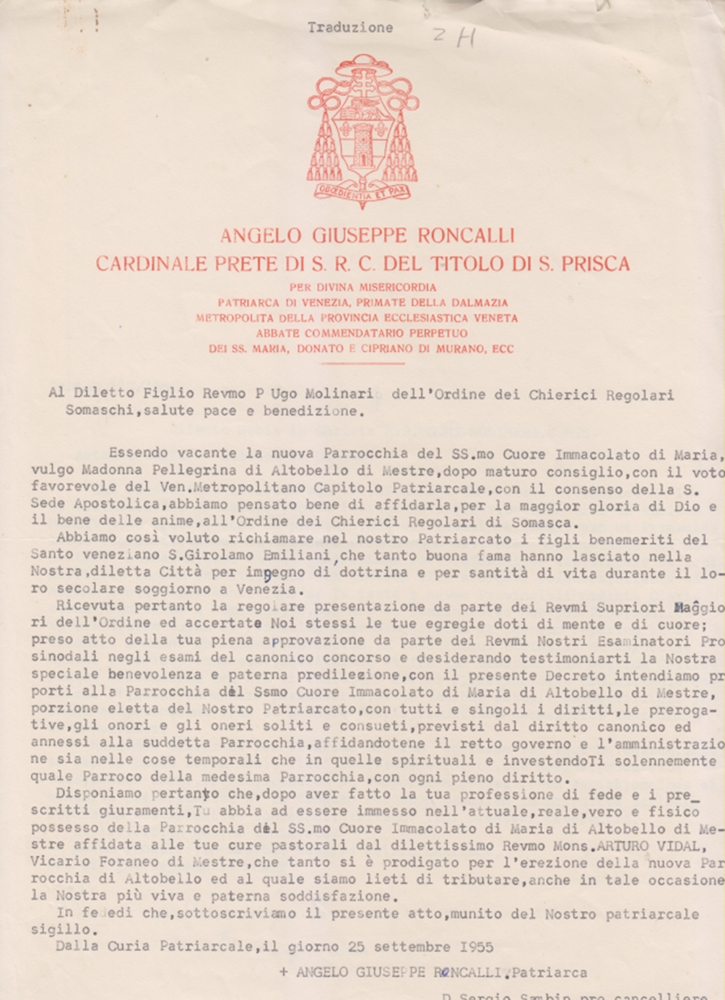 Traduzione
2 H
OBOEDIENTIA ET PAX
ANGELO GIUSEPPE RONCALLI
CARDINALE PRETE DI S. R. C. DEL TITOLO DI S. PRISCA
PER DIVINA MISERICORDIA
PATRIARCA DI VENEZIA, PRIMATE DELLA DALMAZIA
METROPOLITA DELLA PROVINCIA ECCLESIASTICA VENETA
ABBATE COMMENDATARIO PERPETUO
DEI SS. MARIA, DONATO E CIPRIANO DI MURANO, ECC
Al Diletto Figlio Revmo P Ugo Molinari dell'Ordine dei Chierici Regolari
Somaschi,salute pace e benedizione.
Essendo vacante la nuova Parrocchia del SS.mo Cuore Immacolato di Maria,
vulgo Madonna Pellegrina di Altobello di Mestre,dopo maturo consiglio,con il voto
favorevole del Ven.Metropolitano Capitolo Patriarcale,con il consenso della S.
Sede Apostolica,abbiamo pensato bene di affidarla,per la maggior gloria di Dio e
il bene delle anime,all'Ordine dei Chierici Regolari di Somasca.
Abbiamo così voluto richiamare nel nostro Patriarcato i figli benemeriti del
Santo veneziano S.Girolamo Emiliani,che tanto buona fama hanno lasciato nella
Nostra,diletta Città per impegno di dottrina e per santità di vita durante il lo-
ro secolare soggiorno a Venezia.
Ricevuta pertanto la regolare presentazione da parte dei Revmi Supriori Maggio
ri dell'Ordine ed accertate Noi stessi le tue egregie doti di mente e di cuore;
preso atto della tua piena approvazione da parte dei Revmi Nostri Esaminatori Pro
sinodali negli esami del canonico concorso e desiderando testimoniarti la Nostra
speciale benevolenza e paterna predilezione,con il presente Decreto intendiamo pr
porti alla Parrocchia del Ssmo Cuore Immacolato di Maria di Altobello di Mestre,
porzione eletta del Nostro Patriarcato,con tutti e singoli i diritti,le preroga-
tive,gli onori e gli oneri soliti e consueti,previsti dal diritto canonico ed
annessi alla suddetta Parrocchia,affidandotene il retto governo e l'amministrazio
ne sia nelle cose temporali che in quelle spirituali e investendoTi solennemente
quale Parroco della medesima Parrocchia,con ogni pieno diritto.
Disponiamo pertanto che,dopo aver fatto la tua professione di fede e i pre_
scritti giuramenti,Tu abbia ad essere immesso nell'attuale,reale,vero e fisico
possesso della Parrocchia del SS.mo Cuore Immacolato di Maria di Altobello di Me-
stre affidata alle tue cure pastorali dal dilettissimo Revmo Mons.ARTURO VIDAL,
Vicario Foraneo di Mestre,che tanto si è prodigato per l'erezione della nuova Par
rocchia di Altobello ed al quale siamo lieti di tributare,anche in tale occasione
la Nostra più viva e paterna soddisfazione.
In fe di che,sottoscriviamo il presente atto,munito del Nostro patriarcale
sigillo.
Dalla Curia Patriarcale,il giorno 25 settembre I955
+ ANGELO GIUSEPPE RONCALLI.Patriarca
D Sergio Sambin pro cancelliere